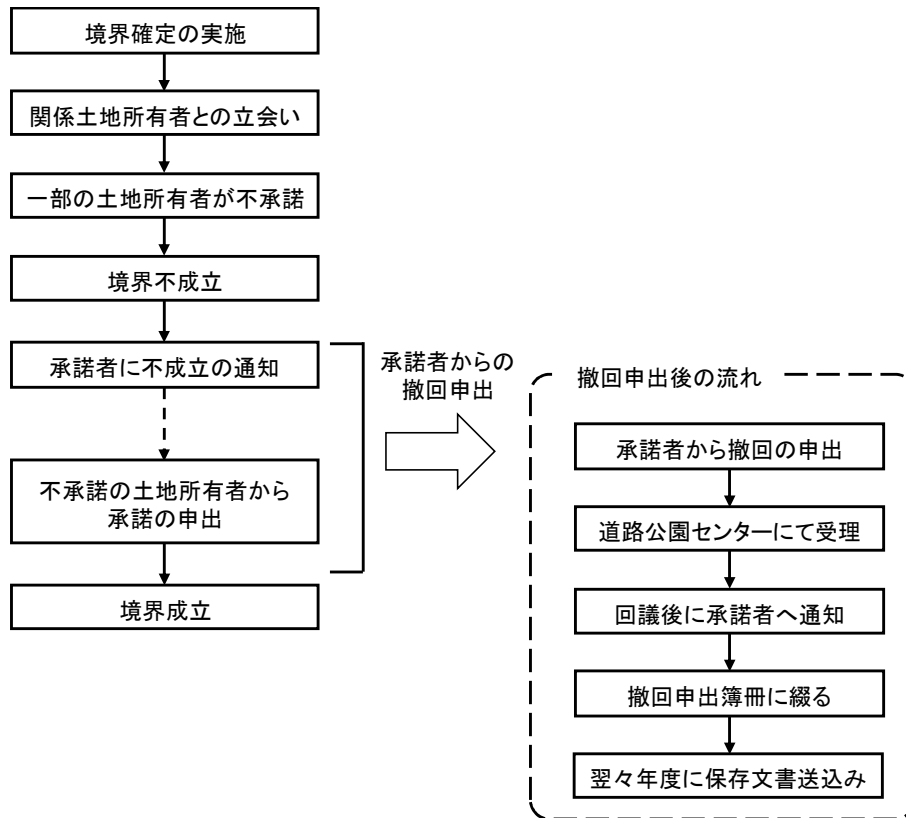 境界確定の実施
関係土地所有者との立会い
一部の土地所有者が不承諾
境界不成立
承諾者に不成立の通知
不承諾の土地所有者から
承諾の申出
境界成立
承諾者からの
撤回申出
撤回申出後の流れ
承諾者から撤回の申出
道路公園センターにて受理
回議後に承諾者へ通知
撤回申出簿冊に綴る
翌々年度に保存文書送込み